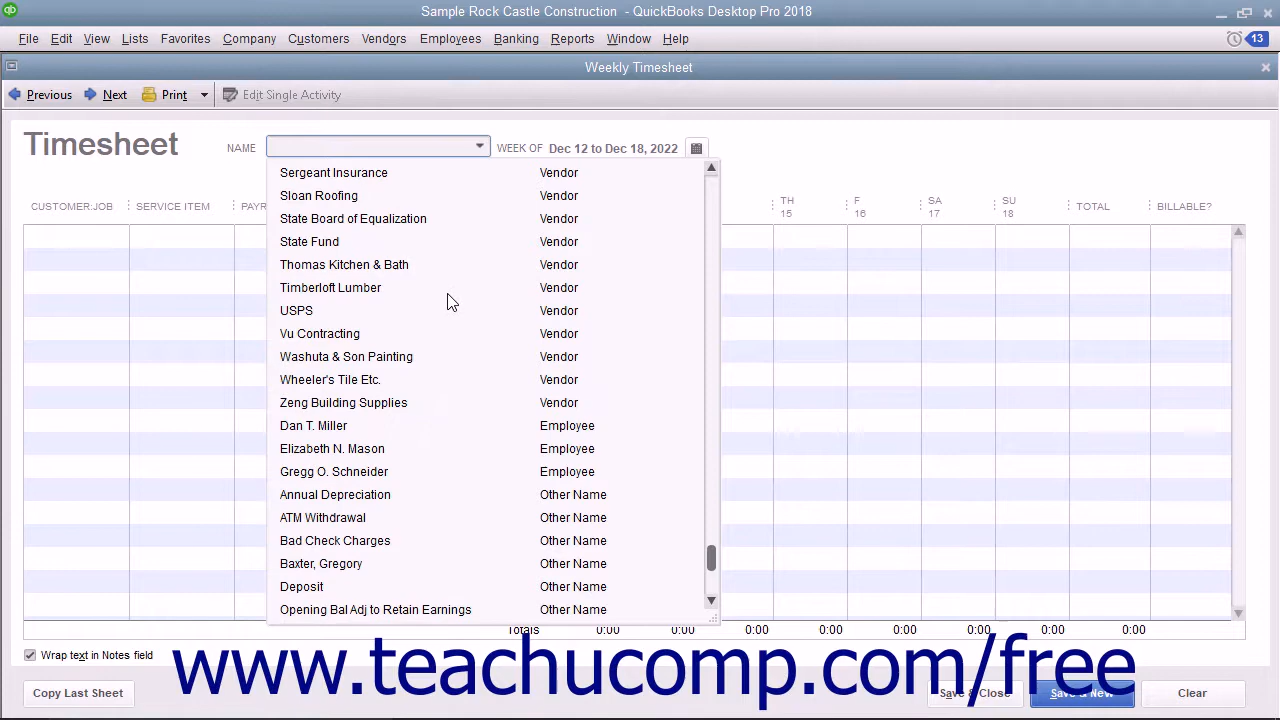 Sample Rock Castle Construction - QuickBooks Desktop Pro 2018
File Edit View Lists Favorites Company Customers Vendors Employees Banking Reports Window Help 13
Weekly Timesheet
Previous Next Print Edit Single Activity
Timesheet NAME WEEK OF Dec 12 to Dec 18, 2022
CUSTOMER:JOB SERVICE ITEM PAYR TH 15 F 16 SA 17 SU 18 TOTAL BILLABLE?
Sergeant Insurance Vendor
Sloan Roofing Vendor
State Board of Equalization Vendor
State Fund Vendor
Thomas Kitchen & Bath Vendor
Timberloft Lumber Vendor
USPS Vendor
Vu Contracting Vendor
Washuta & Son Painting Vendor
Wheeler's Tile Etc. Vendor
Zeng Building Supplies Vendor
Dan T. Miller Employee
Elizabeth N. Mason Employee
Gregg O. Schneider Employee
Annual Depreciation Other Name
ATM Withdrawal Other Name
Bad Check Charges Other Name
Baxter, Gregory Other Name
Deposit Other Name
Opening Bal Adj to Retain Earnings Other Name
Totals 0:00 0:00 0:00 0:00 0:00 0:00 0:00 0:00
Wrap text in Notes field
www.teachucomp.com/free
Copy Last Sheet Save & Close Save & New Clear